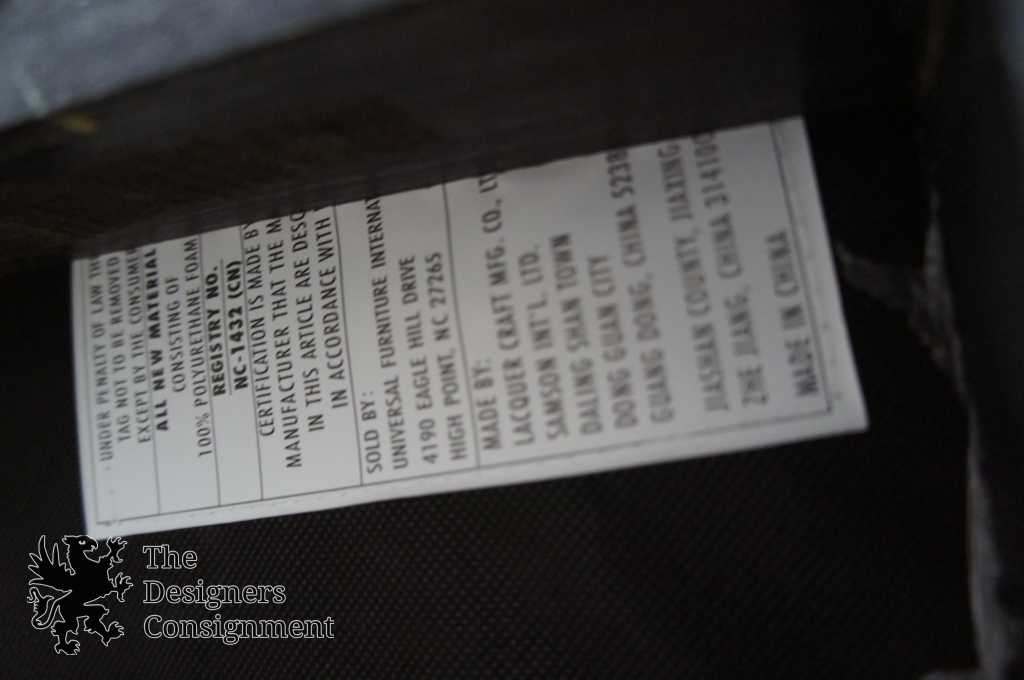 UNDER PENALTY OF LAW TH
TAG NOT TO BE REMOVED
EXCEPT BY THE CONSUME
ALL NEW MATERIAL
CONSISTING OF
100% POLYURETHANE FOAM
REGISTRY NO.
NC-1432 (CN)
CERTIFICATION IS MADE BY
MANUFACTURER THAT THE M
IN THIS ARTICLE ARE DESC
IN ACCORDANCE WITH
SOLD BY:
UNIVERSAL FURNITURE INTERNA
4190 EAGLE HILL DRIVE
HIGH POINT, NC 27265
MADE BY:
LACQUER CRAFT MFG. CO., LT
SAMSON INT'L. LTD.
DALING SHAN TOWN
DONG GUAN CITY
GUANG DONG, CHINA 5238
JIASHAN COUNTY, JIAXING
ZHE JIANG, CHINA 314100
MADE IN CHINA
The
Designers
Consignment